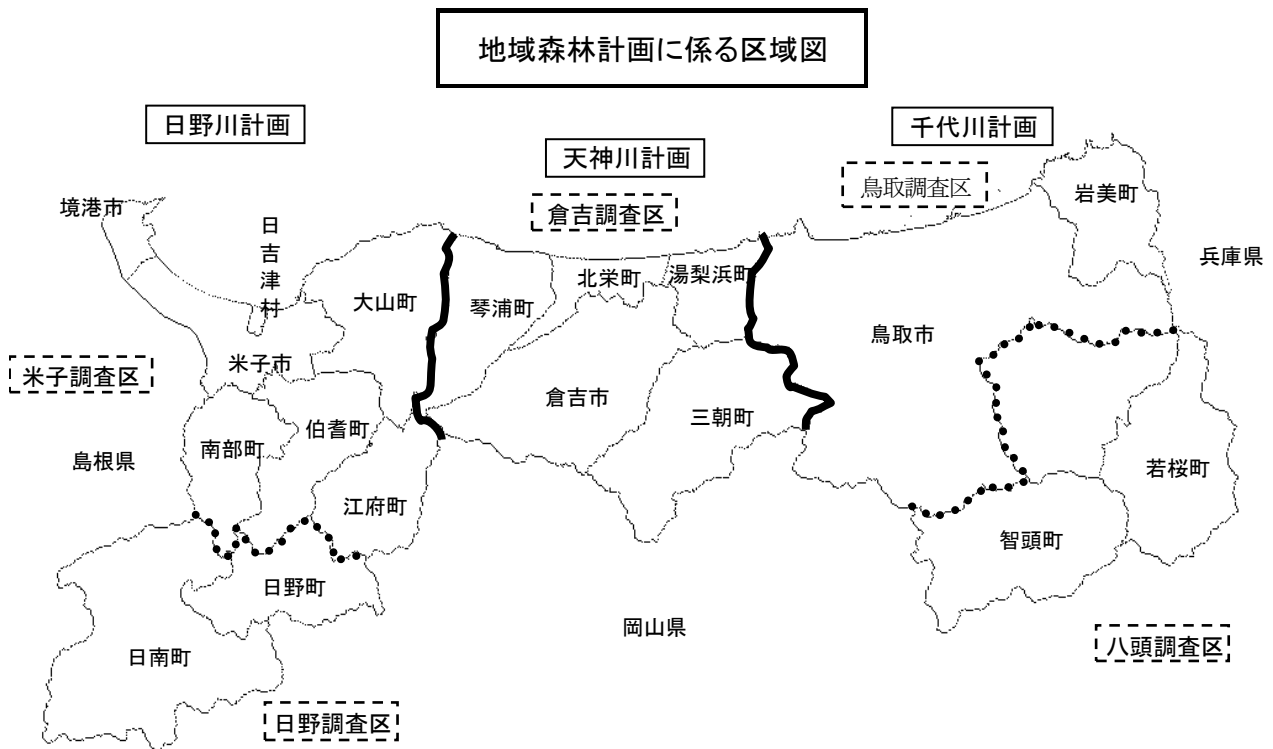 地域森林計画に係る区域図
日野川計画
千代川計画
天神川計画
鳥取調査区
倉吉調査区
岩美町
境港市
日吉津村
兵庫県
北栄町
湯梨浜町
大山町
琴浦町
鳥取市
米子市
米子調査区
倉吉市
三朝町
伯耆町
南部町
島根県
若桜町
江府町
智頭町
日野町
岡山県
八頭調査区
日南町
日野調査区